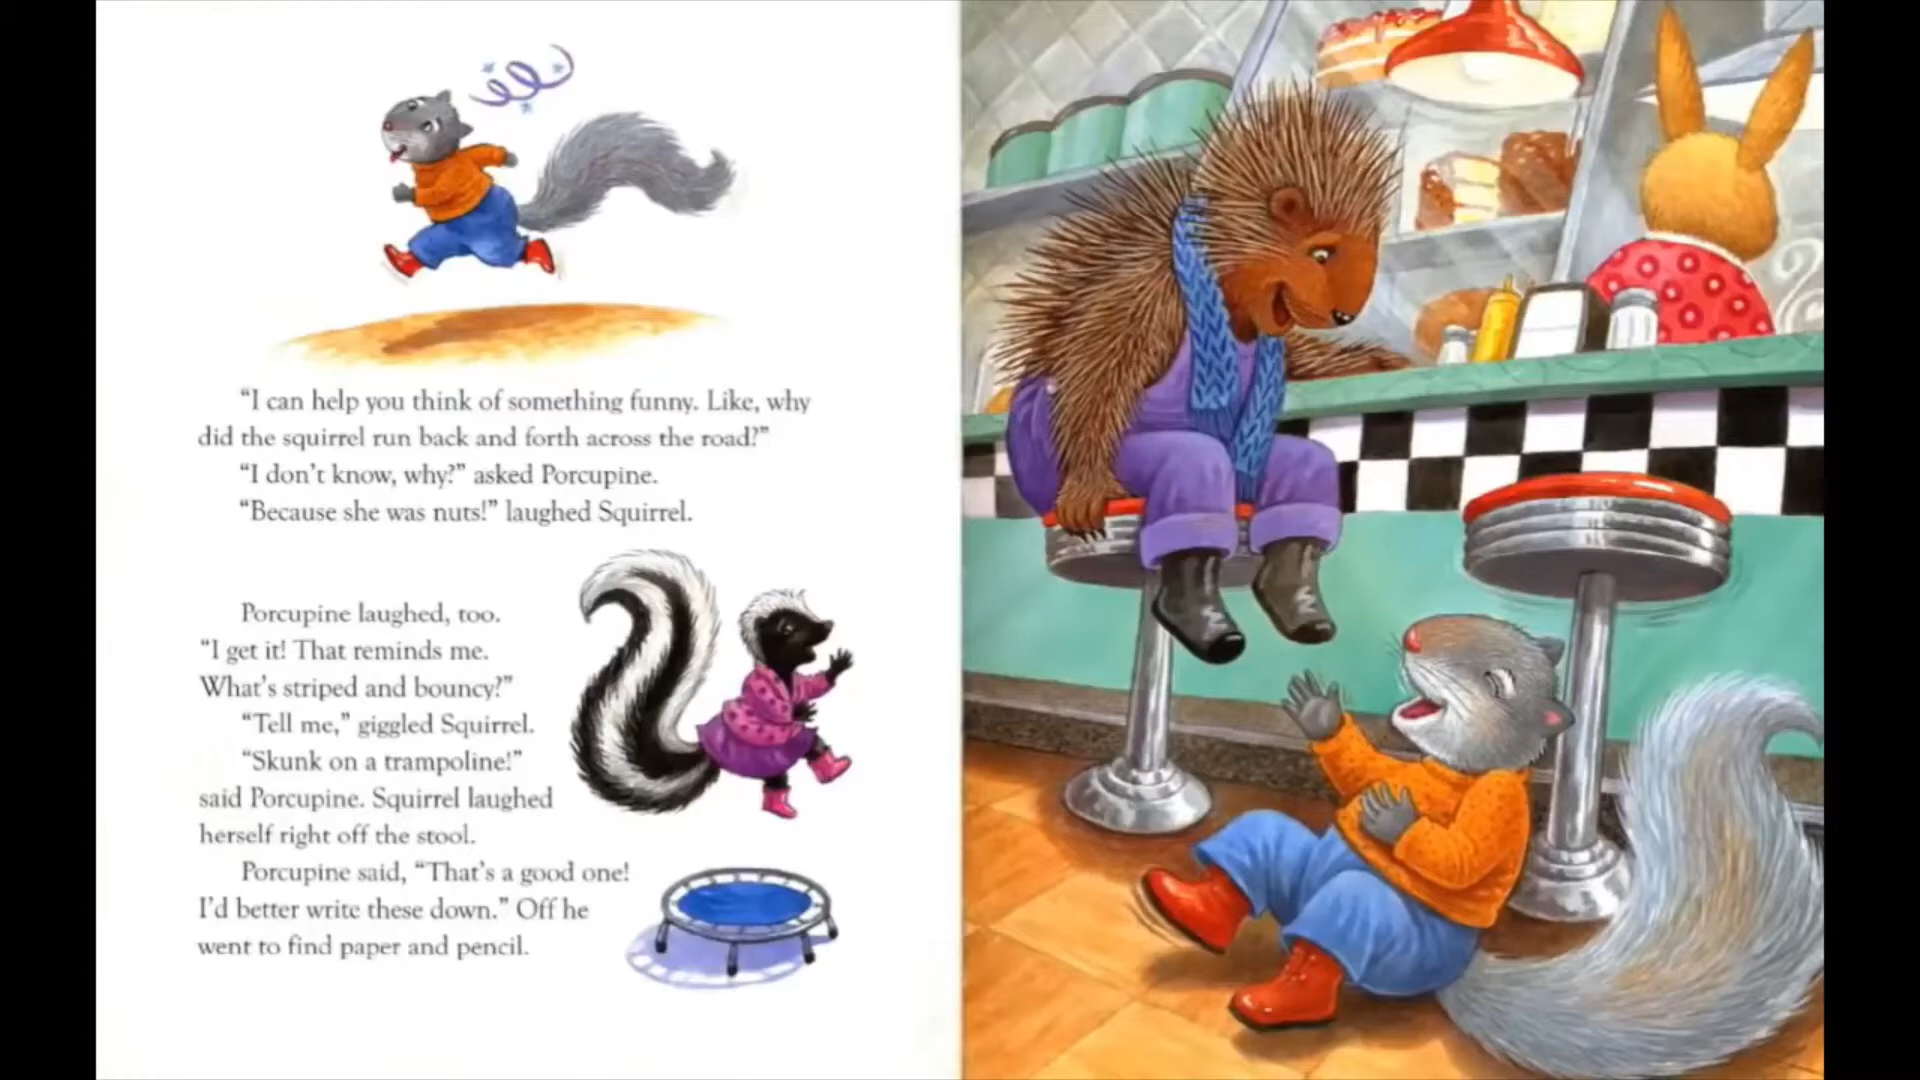 “I can help you think of something funny. Like, why
did the squirrel run back and forth across the road?”
“I don’t know, why?” asked Porcupine.
“Because she was nuts!” laughed Squirrel.
Porcupine laughed, too.
“I get it! That reminds me.
What’s striped and bouncy?”
“Tell me,” giggled Squirrel.
“Skunk on a trampoline!”
said Porcupine. Squirrel laughed
herself right off the stool.
Porcupine said, “That’s a good one!
I’d better write these down.” Off he
went to find paper and pencil.